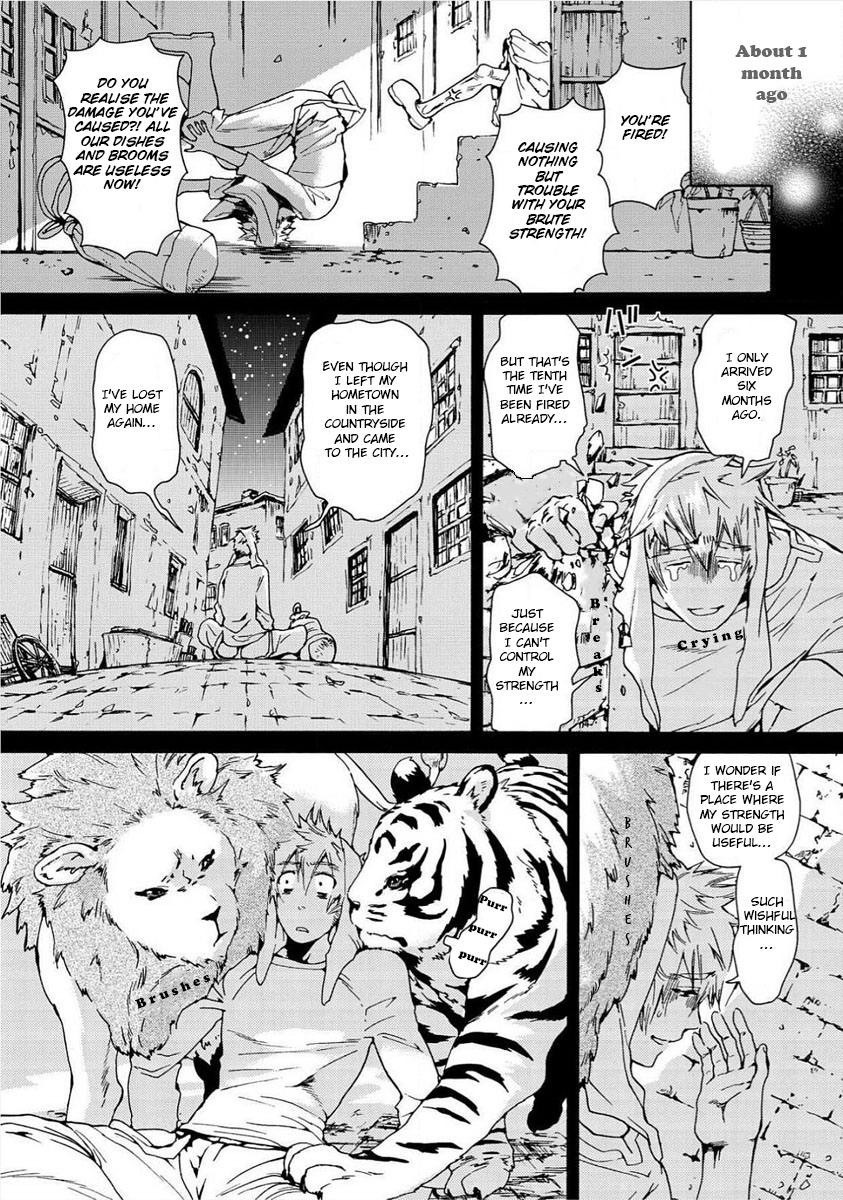 About 1
month
ago
YOU'RE
FIRED!
CAUSING
NOTHING
BUT
TROUBLE
WITH YOUR
BRUTE
STRENGTH!
DO YOU
REALISE THE
DAMAGE YOU'VE
CAUSED?! ALL
OUR DISHES
AND BROOMS
ARE USELESS
NOW!
I ONLY
ARRIVED
SIX
MONTHS
AGO.
BUT THAT'S
THE TENTH
TIME I'VE
BEEN FIRED
ALREADY...
Crying
Breaks
JUST
BECAUSE
I CAN'T
CONTROL
MY
STRENGTH
...
EVEN THOUGH
I LEFT MY
HOMETOWN
IN THE
COUNTRYSIDE
AND CAME
TO THE CITY...
I'VE LOST
MY HOME
AGAIN...
I WONDER IF
THERE'S A
PLACE WHERE
MY STRENGTH
WOULD BE
USEFUL...
SUCH
WISHFUL
THINKING
...
BRUSHES
Purr
purr
purr
Brushes